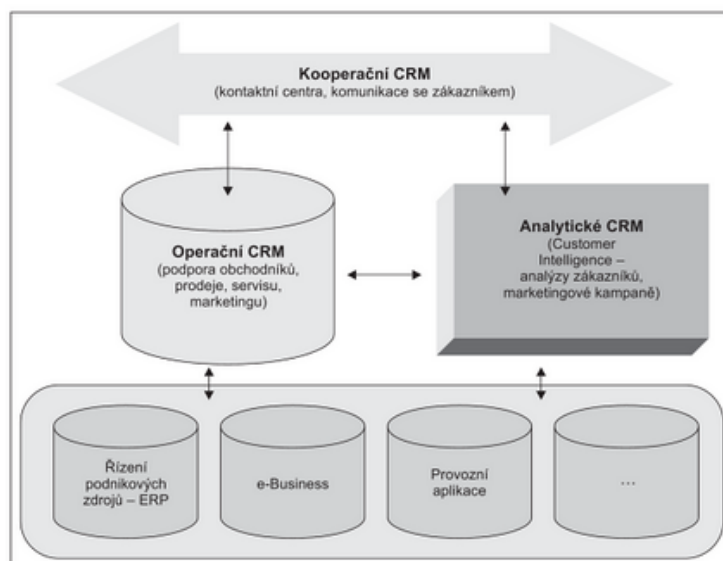 Kooperační CRM
(kontaktní centra, komunikace se zákazníkem)
Operační CRM
(podpora obchodníků,
prodeje, servisu,
marketingu)
Analytické CRM
(Customer
Intelligence –
analýzy zákazníků,
marketingové kampaně)
Řízení
podnikových
zdrojů – ERP
e-Business
Provozní
aplikace
...